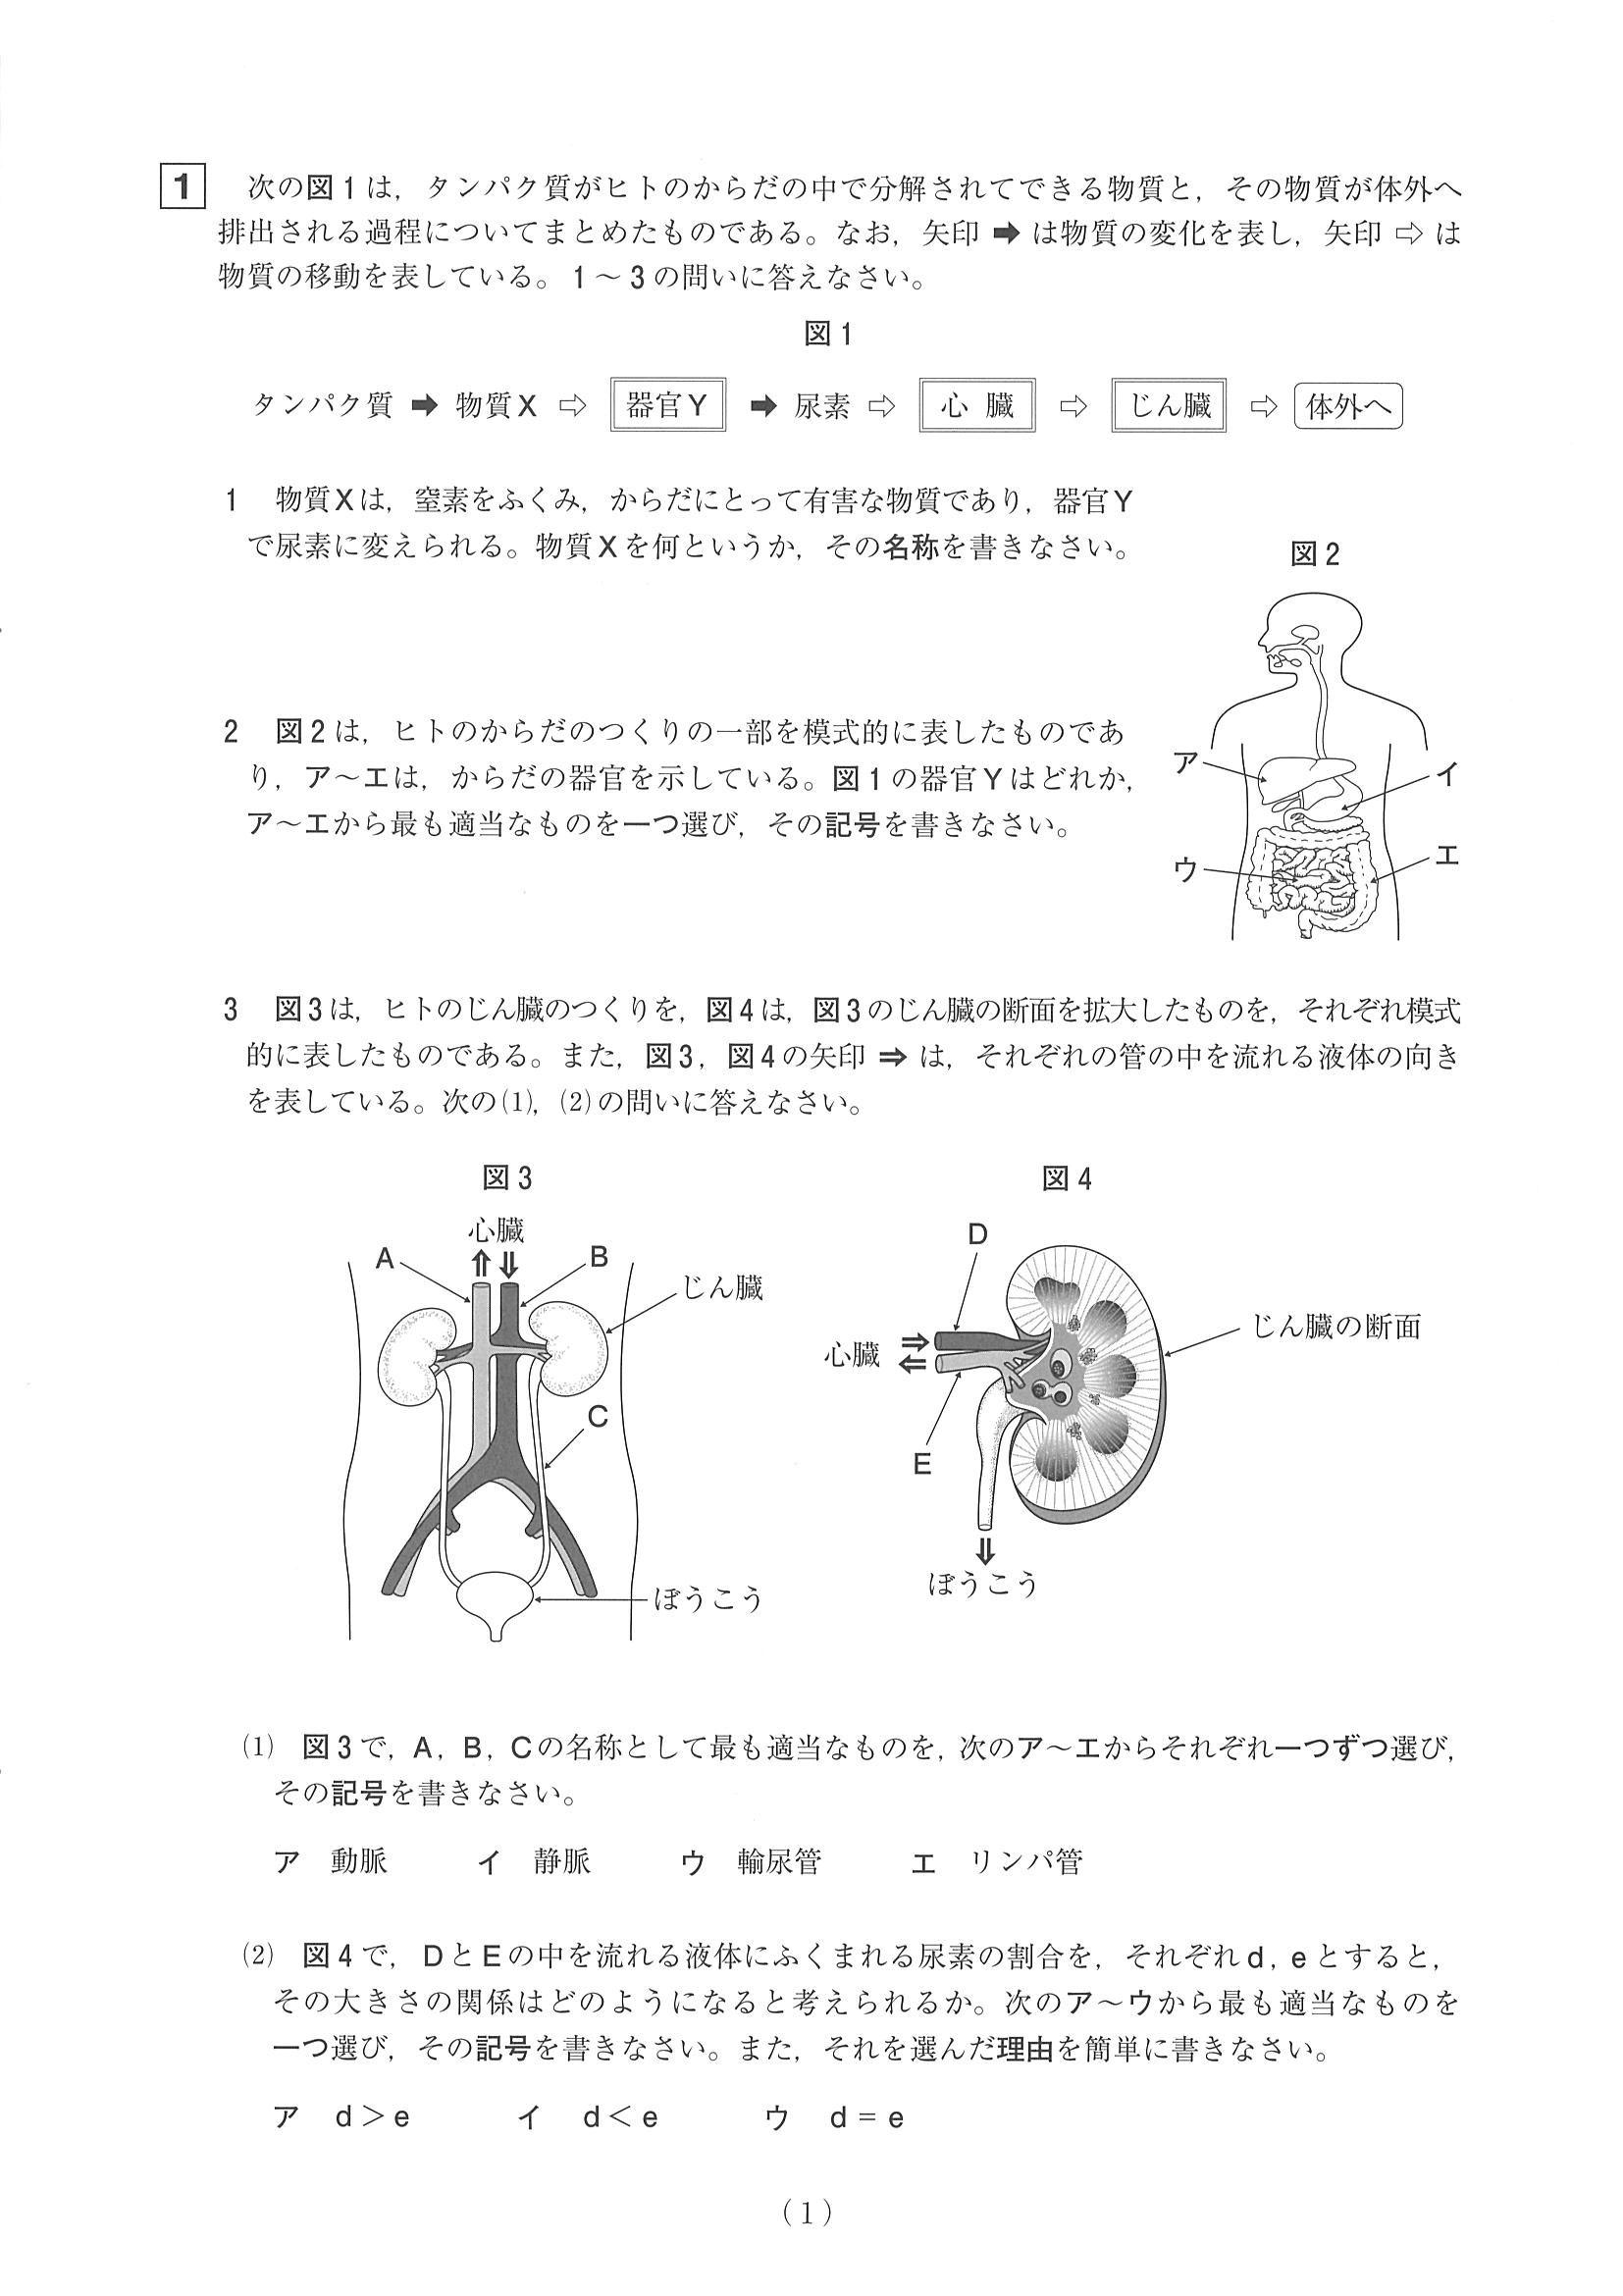 1 次の図1は，タンパク質がヒトのからだの中で分解されてできる物質と，その物質が体外へ
排出される過程についてまとめたものである。なお，矢印 ➡ は物質の変化を表し，矢印 ⇨ は
物質の移動を表している。1～3の問いに答えなさい。
図1
タンパク質 ➡ 物質X ⇨ 器官Y ➡ 尿素 ⇨ 心臓 ⇨ じん臓 ⇨ 体外へ
1 物質Xは，窒素をふくみ，からだにとって有害な物質であり，器官Y
で尿素に変えられる。物質Xを何というか，その名称を書きなさい。
図2
2 図2は，ヒトのからだのつくりの一部を模式的に表したものであ
り，ア～エは，からだの器官を示している。図1の器官Yはどれか，
ア～エから最も適当なものを一つ選び，その記号を書きなさい。
ア
イ
ウ
エ
3 図3は，ヒトのじん臓のつくりを，図4は，図3のじん臓の断面を拡大したものを，それぞれ模式
的に表したものである。また，図3，図4の矢印 ⇒ は，それぞれの管の中を流れる液体の向き
を表している。次の(1)，(2)の問いに答えなさい。
図3
心臓
⇑⇓
A
B
じん臓
C
ぼうこう
図4
D
心臓 ⇒⇐
じん臓の断面
E
⇓
ぼうこう
(1) 図3で，A，B，Cの名称として最も適当なものを，次のア～エからそれぞれ一つずつ選び，
その記号を書きなさい。
ア 動脈 イ 静脈 ウ 輸尿管 エ リンパ管
(2) 図4で，DとEの中を流れる液体にふくまれる尿素の割合を，それぞれd，eとすると，
その大きさの関係はどのようになると考えられるか。次のア～ウから最も適当なものを
一つ選び，その記号を書きなさい。また，それを選んだ理由を簡単に書きなさい。
ア d＞e イ d＜e ウ d＝e
(1)